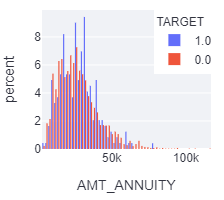 TARGET
1.0
0.0
8
6
4
2
0
percent
50k
100k
AMT_ANNUITY